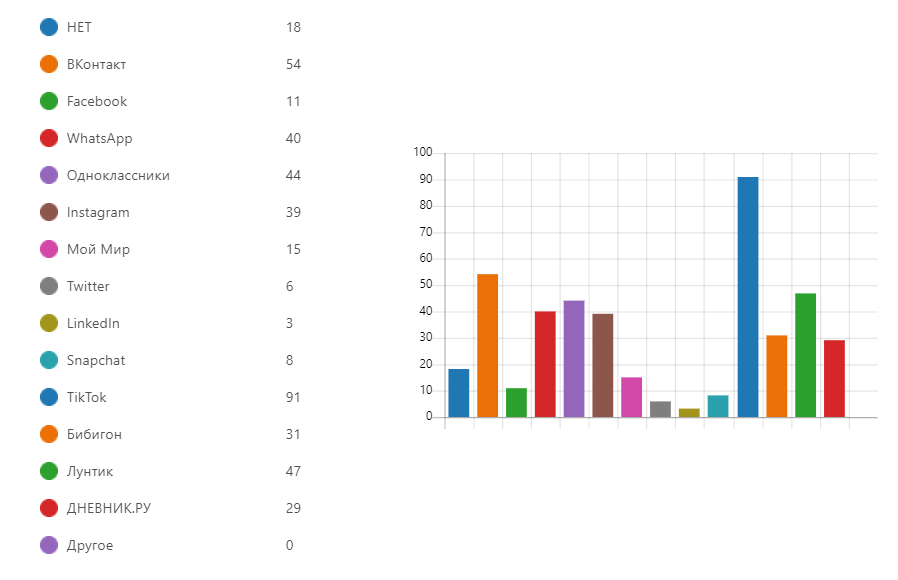 НЕТ 18
ВКонтакт 54
Facebook 11
WhatsApp 40
Одноклассники 44
Instagram 39
Мой Мир 15
Twitter 6
LinkedIn 3
Snapchat 8
TikTok 91
Бибигон 31
Лунтик 47
ДНЕВНИК.РУ 29
Другое 0
100
90
80
70
60
50
40
30
20
10
0